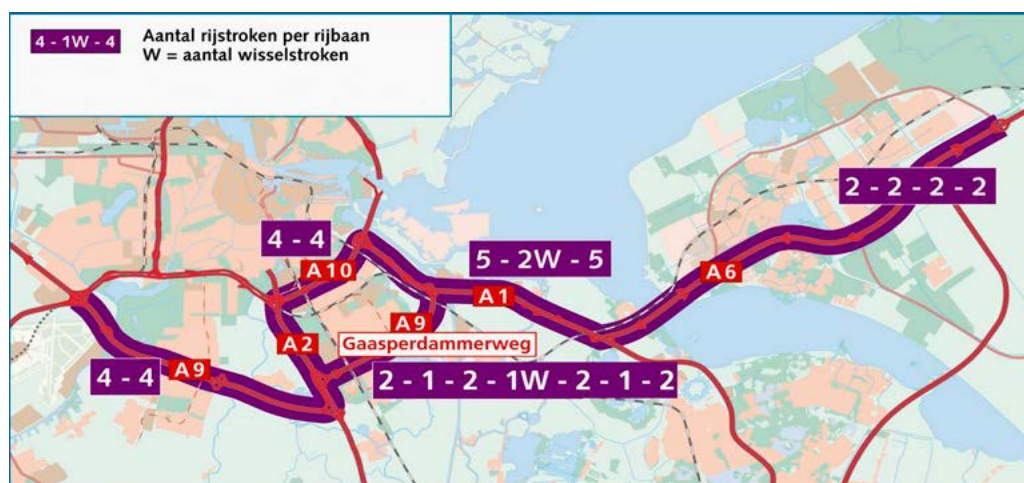 4 - 1W - 4
Aantal rijstroken per rijbaan
W = aantal wisselstroken
2 - 2 - 2 - 2
4 - 4
5 - 2W - 5
A10
A6
A1
A9
A2
Gaasperdammerweg
A9
4 - 4
2 - 1 - 2 - 1W - 2 - 1 - 2